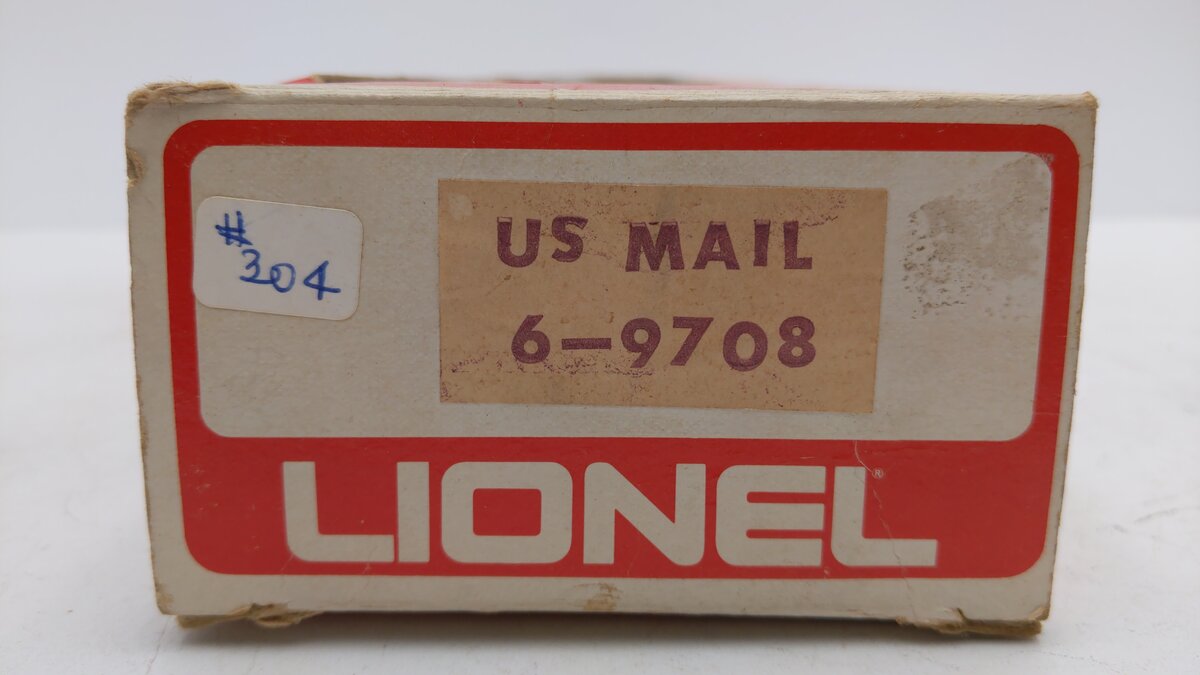 #
304
US MAIL
6-9708
LIONEL®